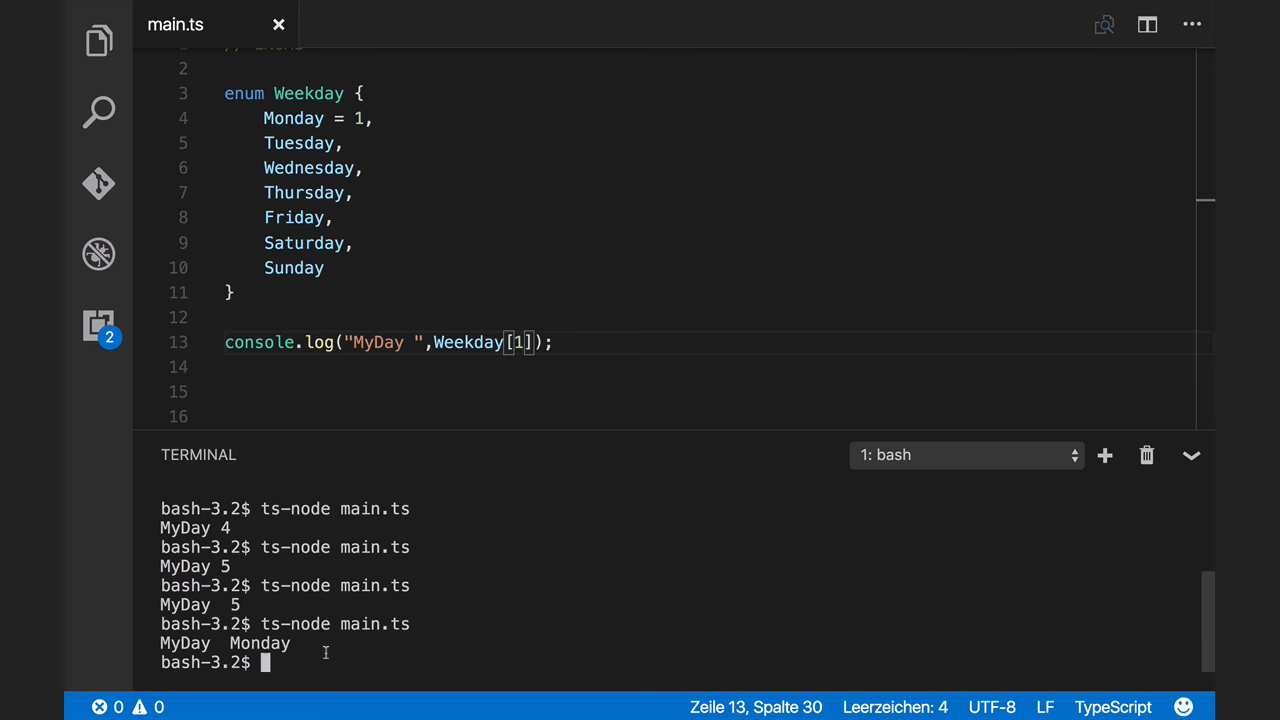 main.ts
2
3 enum Weekday {
4 Monday = 1,
5 Tuesday,
6 Wednesday,
7 Thursday,
8 Friday,
9 Saturday,
10 Sunday
11 }
12
13 console.log("MyDay ",Weekday[1]);
14
15
16
2
TERMINAL
1: bash
bash-3.2$ ts-node main.ts
MyDay 4
bash-3.2$ ts-node main.ts
MyDay 5
bash-3.2$ ts-node main.ts
MyDay  5
bash-3.2$ ts-node main.ts
MyDay  Monday
bash-3.2$
0 0 Zeile 13, Spalte 30 Leerzeichen: 4 UTF-8 LF TypeScript